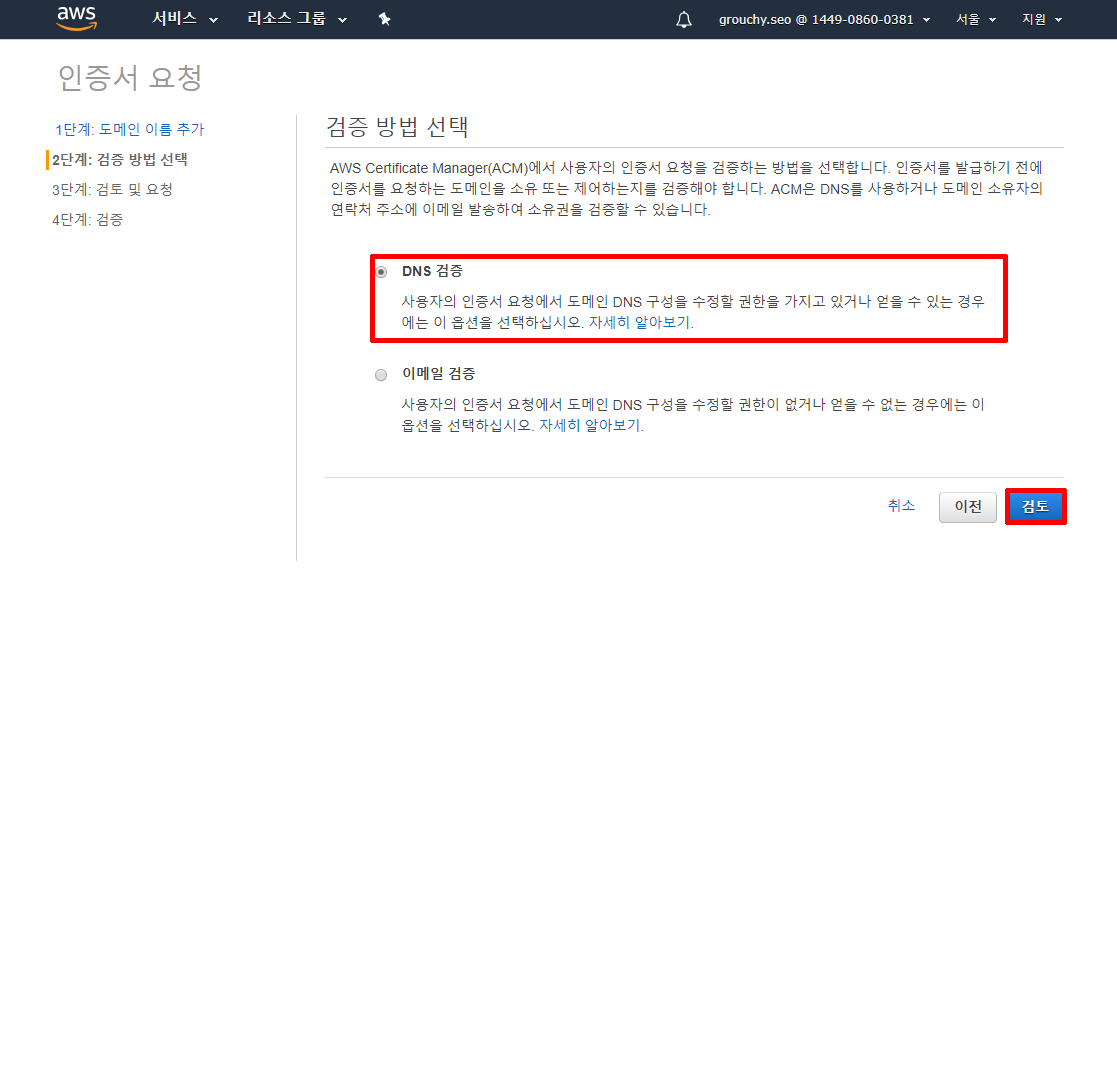 aws 서비스 리소스 그룹 grouchy.seo @ 1449-0860-0381 서울 지원
인증서 요청
1단계: 도메인 이름 추가
2단계: 검증 방법 선택
3단계: 검토 및 요청
4단계: 검증
검증 방법 선택
AWS Certificate Manager(ACM)에서 사용자의 인증서 요청을 검증하는 방법을 선택합니다. 인증서를 발급하기 전에
인증서를 요청하는 도메인을 소유 또는 제어하는지를 검증해야 합니다. ACM은 DNS를 사용하거나 도메인 소유자의
연락처 주소에 이메일 발송하여 소유권을 검증할 수 있습니다.
DNS 검증
사용자의 인증서 요청에서 도메인 DNS 구성을 수정할 권한을 가지고 있거나 얻을 수 있는 경우
에는 이 옵션을 선택하십시오. 자세히 알아보기.
이메일 검증
사용자의 인증서 요청에서 도메인 DNS 구성을 수정할 권한이 없거나 얻을 수 없는 경우에는 이
옵션을 선택하십시오. 자세히 알아보기.
취소 이전 검토